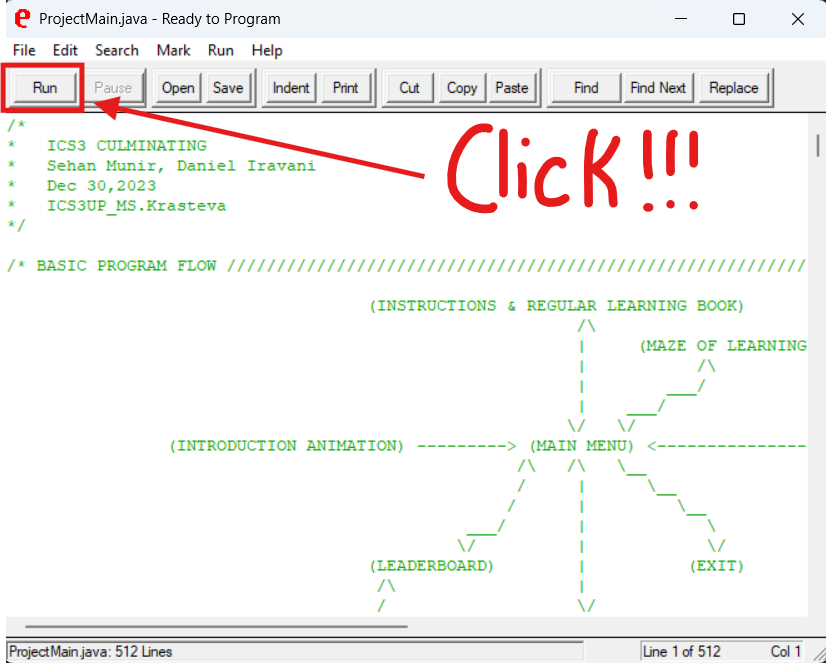 ProjectMain.java - Ready to Program
File Edit Search Mark Run Help
Run Pause Open Save Indent Print Cut Copy Paste Find Find Next Replace
Click!!!
/*
* ICS3 CULMINATING
* Sehan Munir, Daniel Iravani
* Dec 30,2023
* ICS3UP_MS.Krasteva
*/
/* BASIC PROGRAM FLOW //////////////////////////////////////////////////////////
(INSTRUCTIONS & REGULAR LEARNING BOOK)
/\
| (MAZE OF LEARNING
| /\
| ___/
| ___/
\/ \/
(INTRODUCTION ANIMATION) ---------> (MAIN MENU) <---------------
/\ /\ \__
/ | \__
/ | \__
___/ | \
\/ | \/
(LEADERBOARD) | (EXIT)
/\ |
/ \/
ProjectMain.java: 512 Lines Line 1 of 512 Col 1